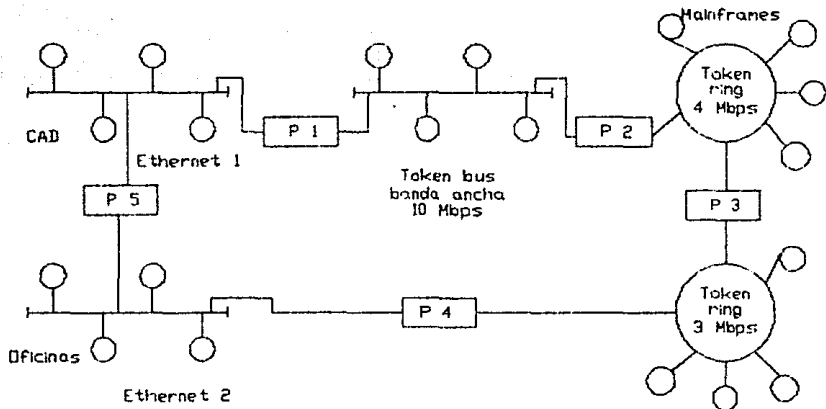 Mainframes
Token
ring
4 Mbps
P 1
P 2
CAD
Ethernet 1
Token bus
banda ancha
10 Mbps
P 5
P 3
Token
ring
3 Mbps
P 4
Oficinas
Ethernet 2